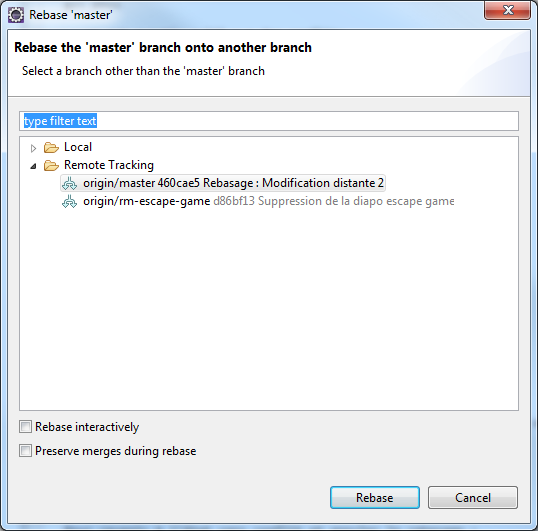 Rebase 'master'
Rebase the 'master' branch onto another branch
Select a branch other than the 'master' branch
type filter text
Local
Remote Tracking
origin/master 460cae5 Rebasage : Modification distante 2
origin/rm-escape-game d86bf13 Suppression de la diapo escape game
Rebase interactively
Preserve merges during rebase
Rebase
Cancel